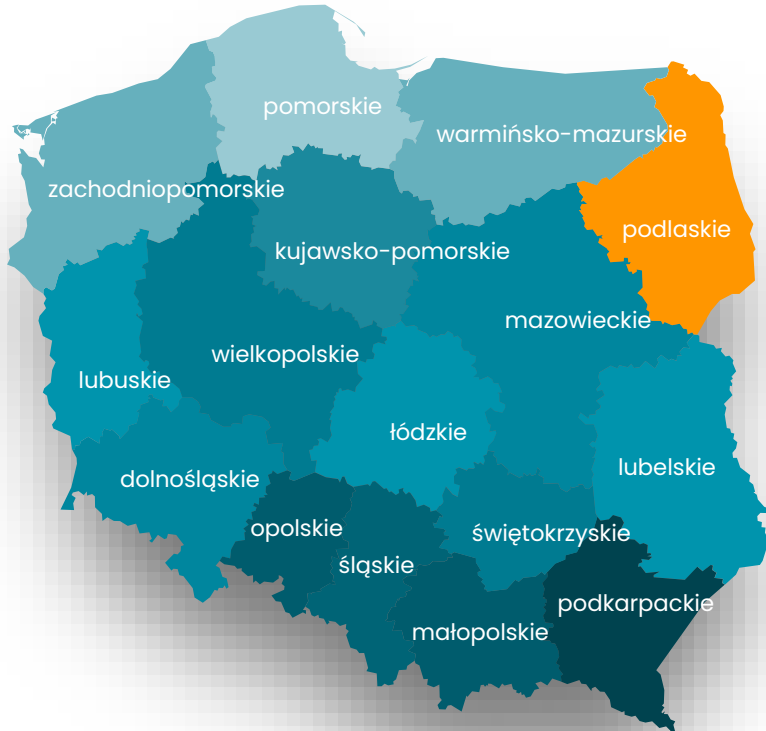 pomorskie
warmińsko-mazurskie
zachodniopomorskie
podlaskie
kujawsko-pomorskie
mazowieckie
wielkopolskie
lubuskie
łódzkie
lubelskie
dolnośląskie
opolskie
świętokrzyskie
śląskie
podkarpackie
małopolskie